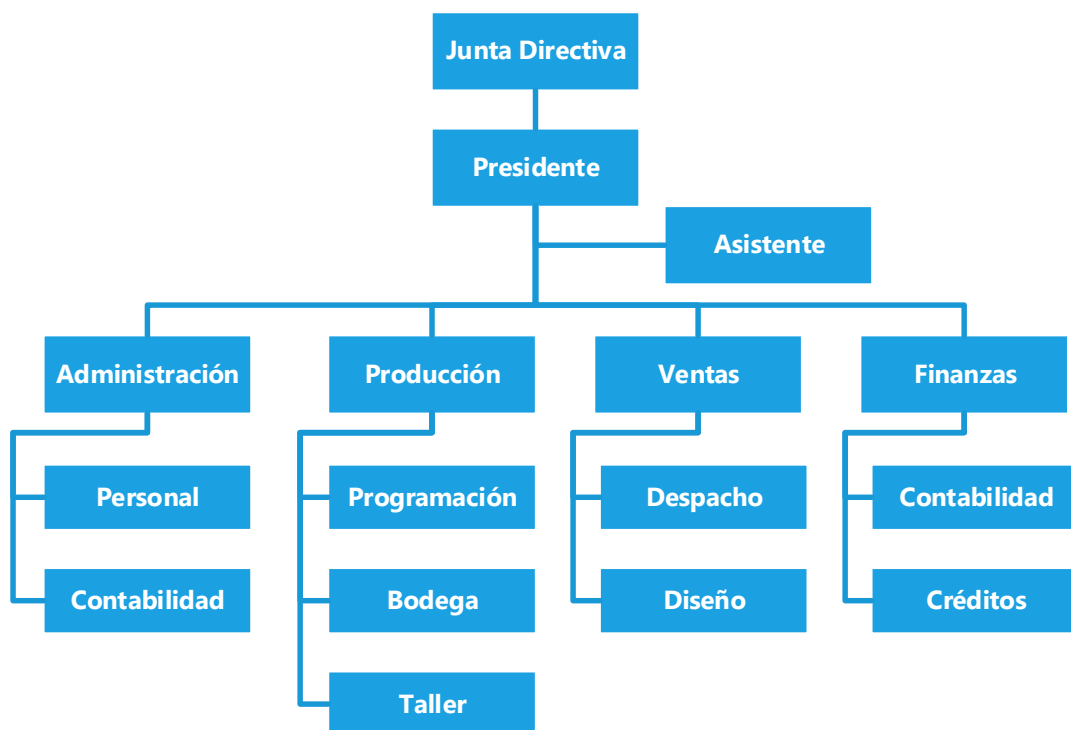 Junta Directiva
Presidente
Asistente
Administración
Producción
Ventas
Finanzas
Personal
Programación
Despacho
Contabilidad
Contabilidad
Bodega
Diseño
Créditos
Taller